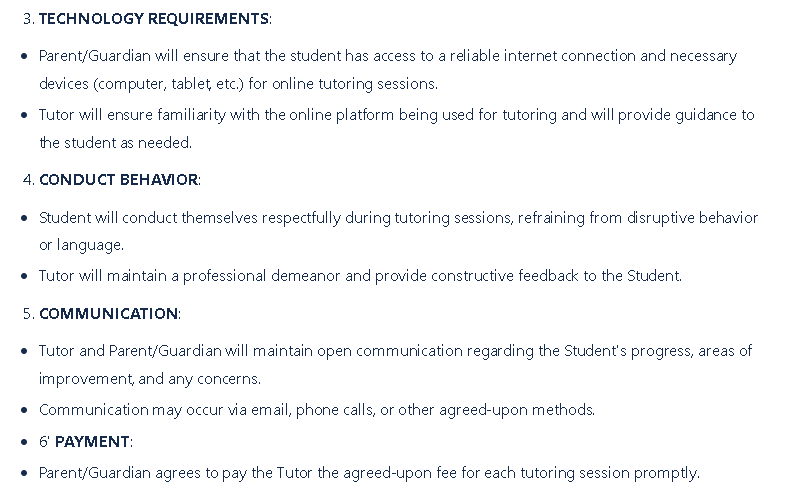 3. TECHNOLOGY REQUIREMENTS:
• Parent/Guardian will ensure that the student has access to a reliable internet connection and necessary
devices (computer, tablet, etc.) for online tutoring sessions.
• Tutor will ensure familiarity with the online platform being used for tutoring and will provide guidance to
the student as needed.
4. CONDUCT BEHAVIOR:
• Student will conduct themselves respectfully during tutoring sessions, refraining from disruptive behavior
or language.
• Tutor will maintain a professional demeanor and provide constructive feedback to the Student.
5. COMMUNICATION:
• Tutor and Parent/Guardian will maintain open communication regarding the Student's progress, areas of
improvement, and any concerns.
• Communication may occur via email, phone calls, or other agreed-upon methods.
• 6' PAYMENT:
• Parent/Guardian agrees to pay the Tutor the agreed-upon fee for each tutoring session promptly.